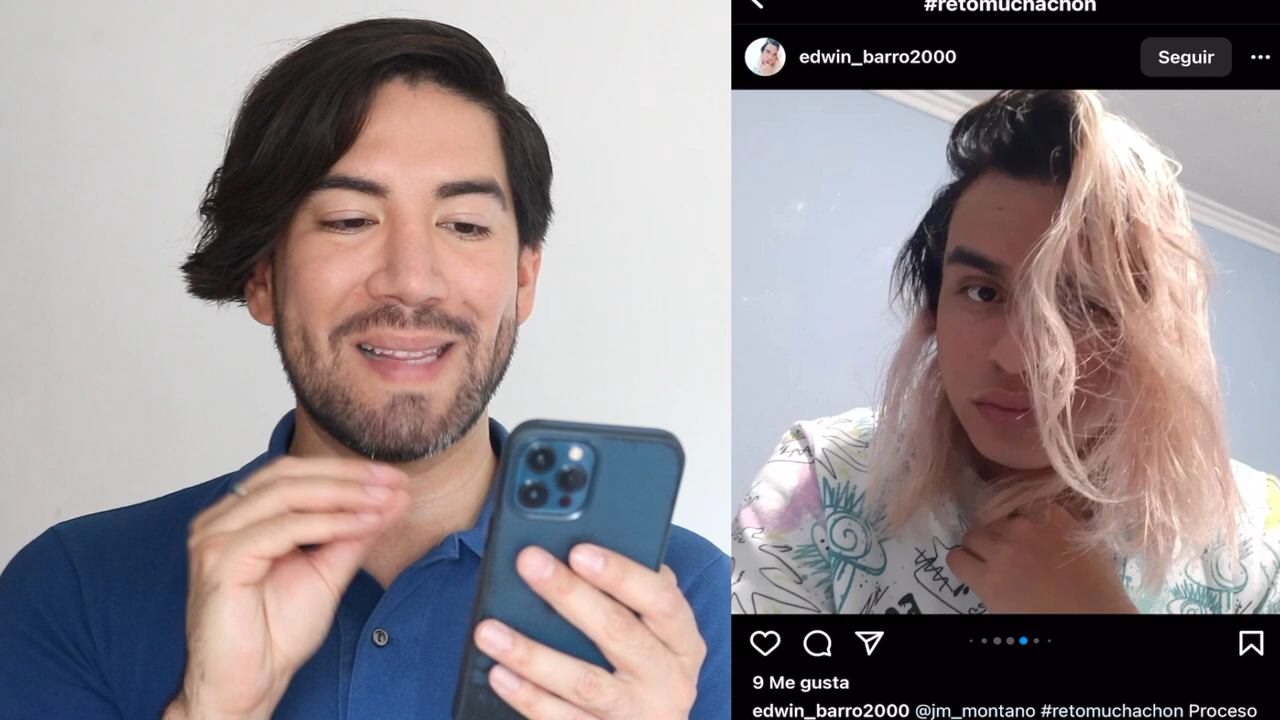 #retomuchachon
edwin_barro2000
Seguir
9 Me gusta
edwin_barro2000 @jm_montano #retomuchachon Proceso